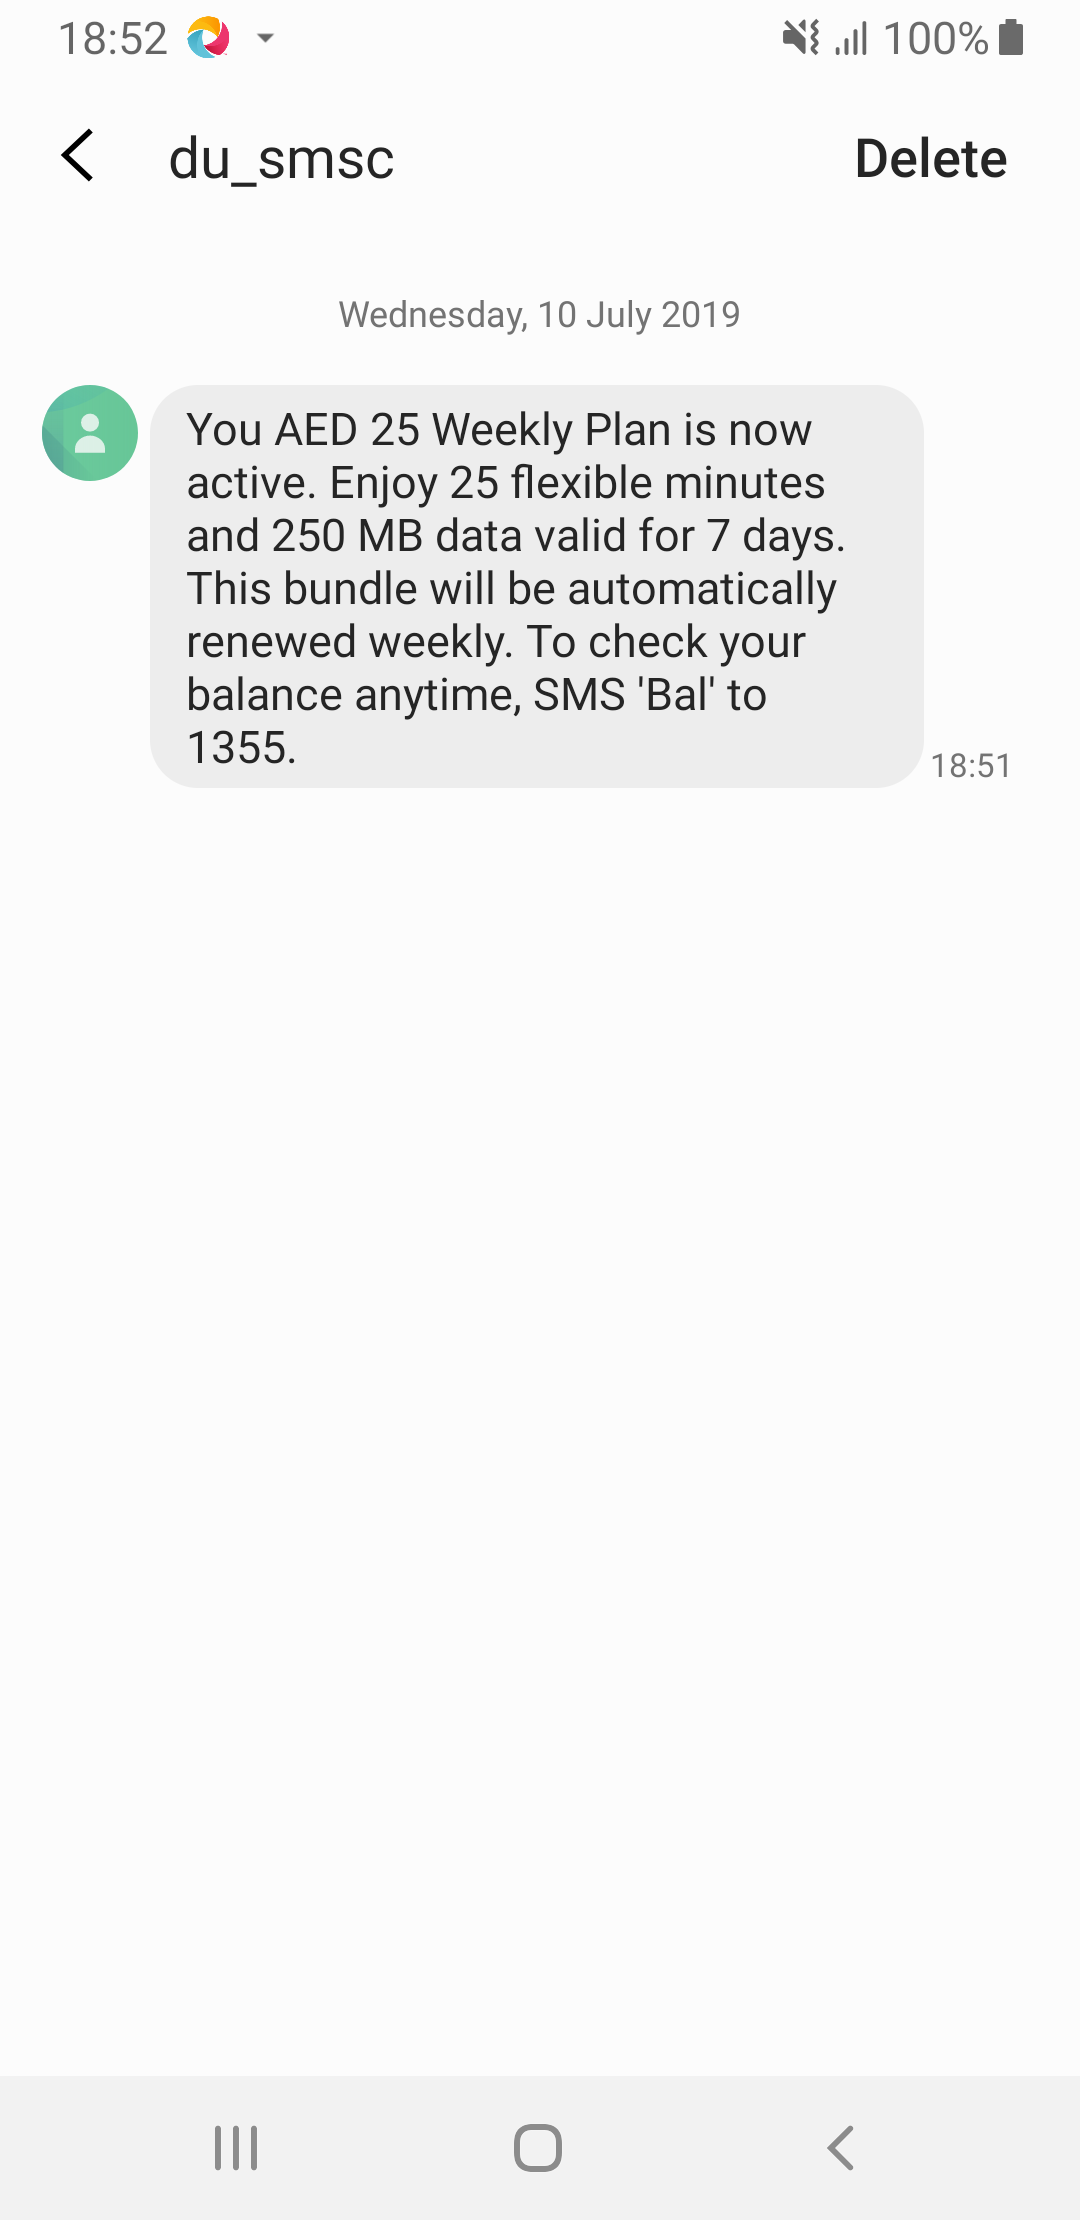 18:52 100%
du_smsc Delete
Wednesday, 10 July 2019
You AED 25 Weekly Plan is now
active. Enjoy 25 flexible minutes
and 250 MB data valid for 7 days.
This bundle will be automatically
renewed weekly. To check your
balance anytime, SMS 'Bal' to
1355.
18:51